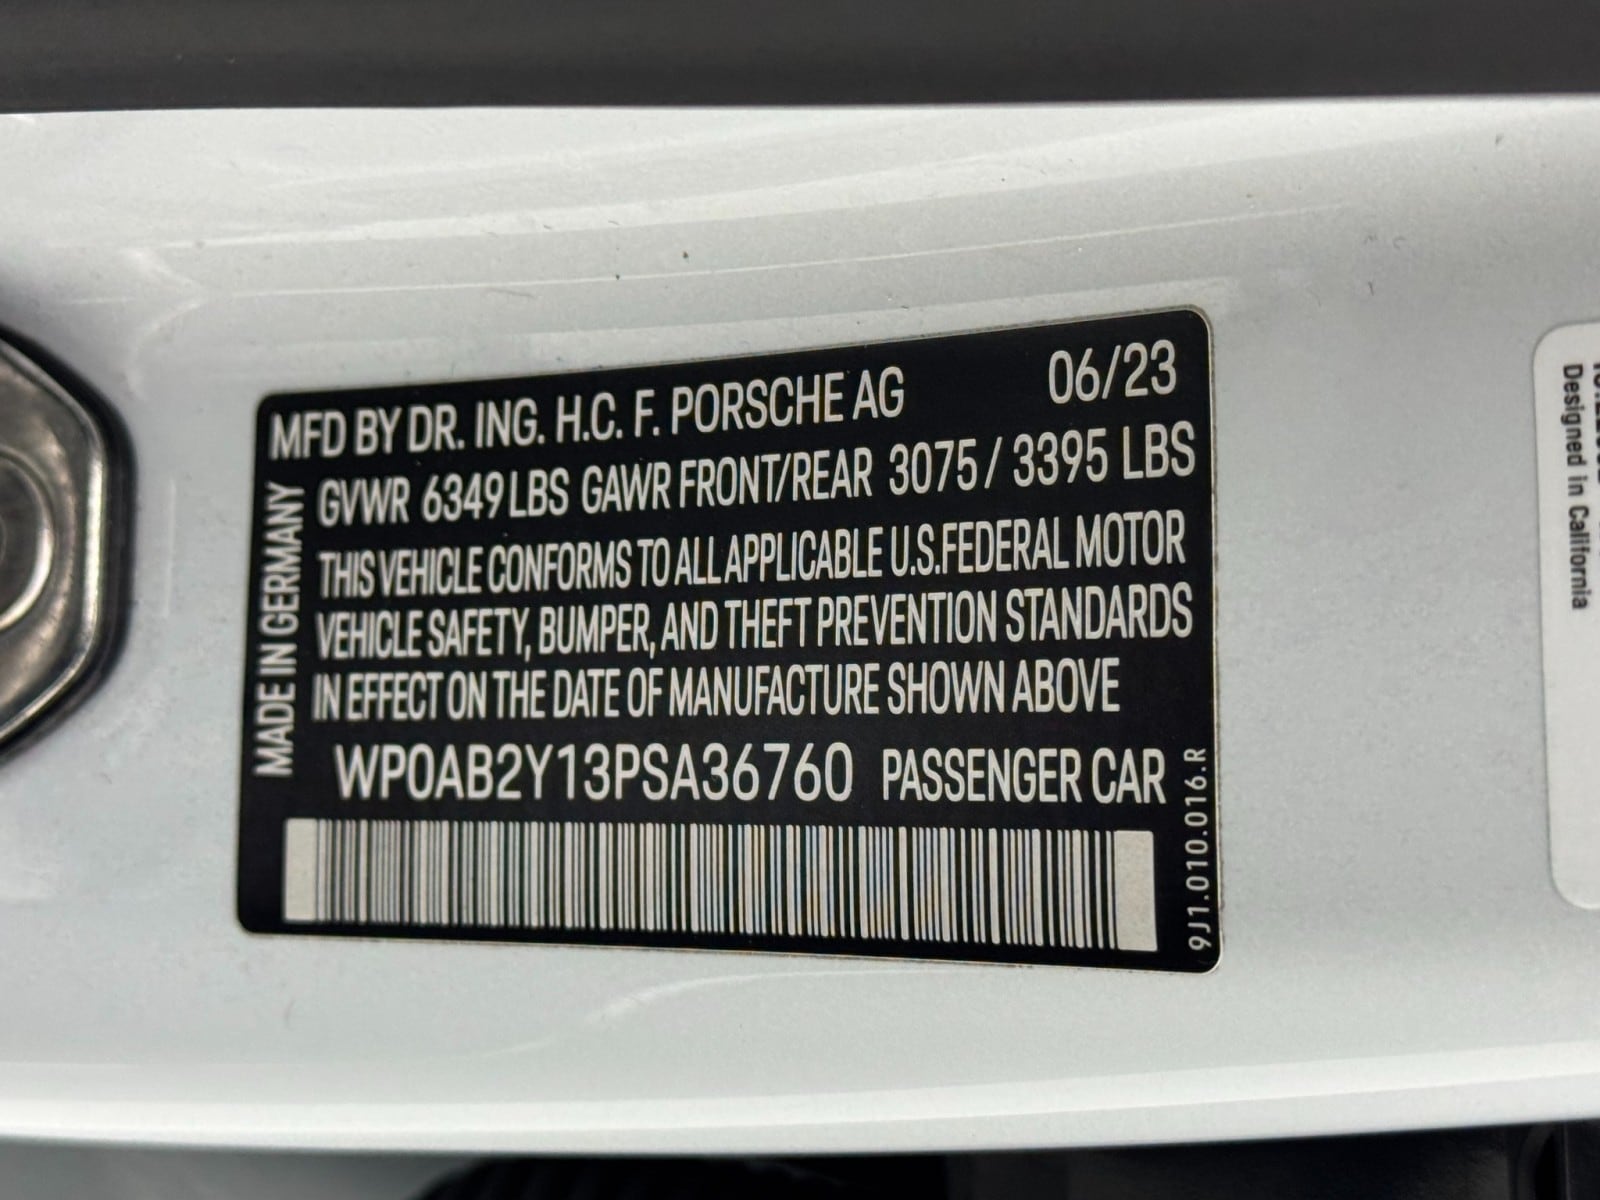 MFD BY DR. ING. H.C. F. PORSCHE AG 06/23
GVWR 6349 LBS GAWR FRONT/REAR 3075 / 3395 LBS
THIS VEHICLE CONFORMS TO ALL APPLICABLE U.S. FEDERAL MOTOR
VEHICLE SAFETY, BUMPER, AND THEFT PREVENTION STANDARDS
IN EFFECT ON THE DATE OF MANUFACTURE SHOWN ABOVE
WP0AB2Y13PSA36760 PASSENGER CAR
MADE IN GERMANY
9J1.010.016.R
Designed in California